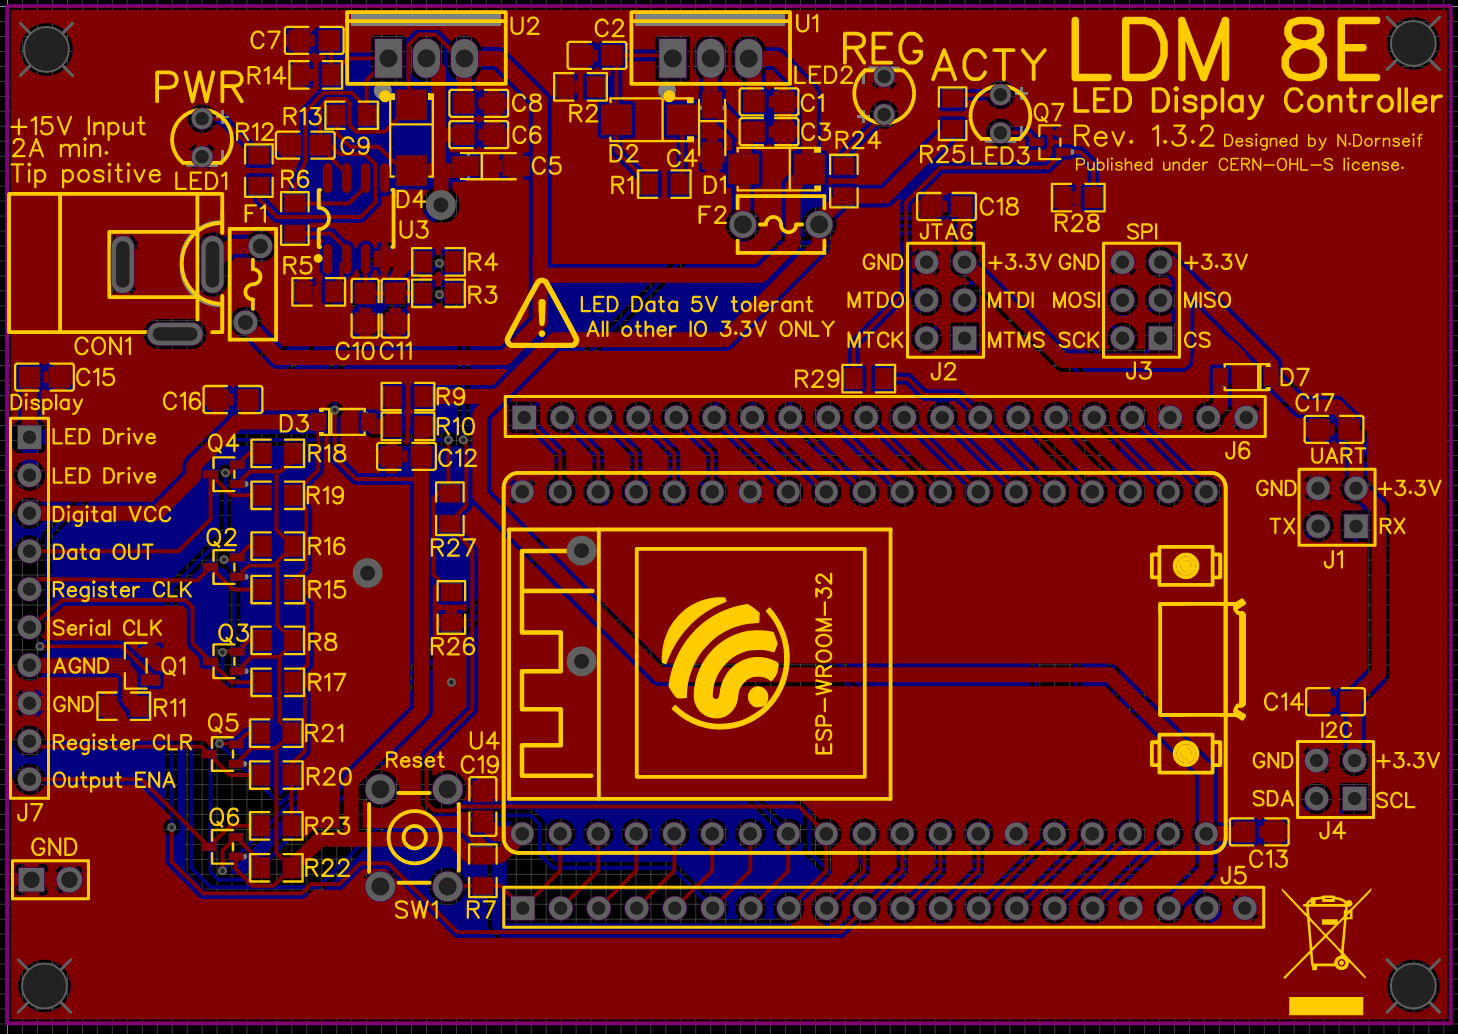 LDM 8E
LED Display Controller
Rev. 1.3.2 Designed by N.Dornseif
Published under CERN-OHL-S license.
C7
U2
C2
U1
REG
ACTY
R14
PWR
LED2
R13
C8
R2
C1
Q7
+15V Input
2A min.
Tip positive
R12
C9
C6
D2
C4
C3
R24
R25
LED3
LED1
R6
C5
R1
D1
R28
F1
D4
U3
F2
C18
JTAG
SPI
R5
R4
R3
GND
+3.3V
GND
+3.3V
MTDO
MTDI
MOSI
MISO
MTCK
MTMS
SCK
CS
LED Data 5V tolerant
All other IO 3.3V ONLY
CON1
C10
C11
J2
J3
C15
R29
D7
Display
C16
R9
C17
D3
R10
LED Drive
Q4
R18
C12
J6
UART
LED Drive
R19
GND
+3.3V
Digital VCC
TX
RX
Data OUT
Q2
R16
R27
J1
Register CLK
R15
ESP-WROOM-32
Serial CLK
Q3
R8
R26
AGND
Q1
R17
GND
R11
C14
Register CLR
Q5
R21
U4
I2C
Output ENA
R20
Reset
C19
GND
+3.3V
SDA
SCL
J7
Q6
R23
J4
GND
R22
C13
SW1
R7
J5